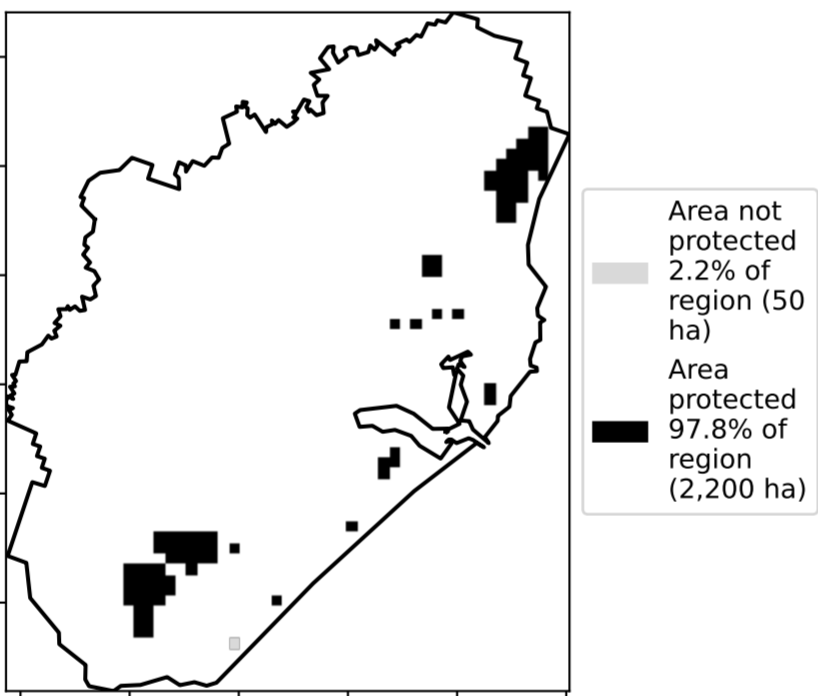 Area not
protected
2.2% of
region (50
ha)
Area
protected
97.8% of
region
(2,200 ha)